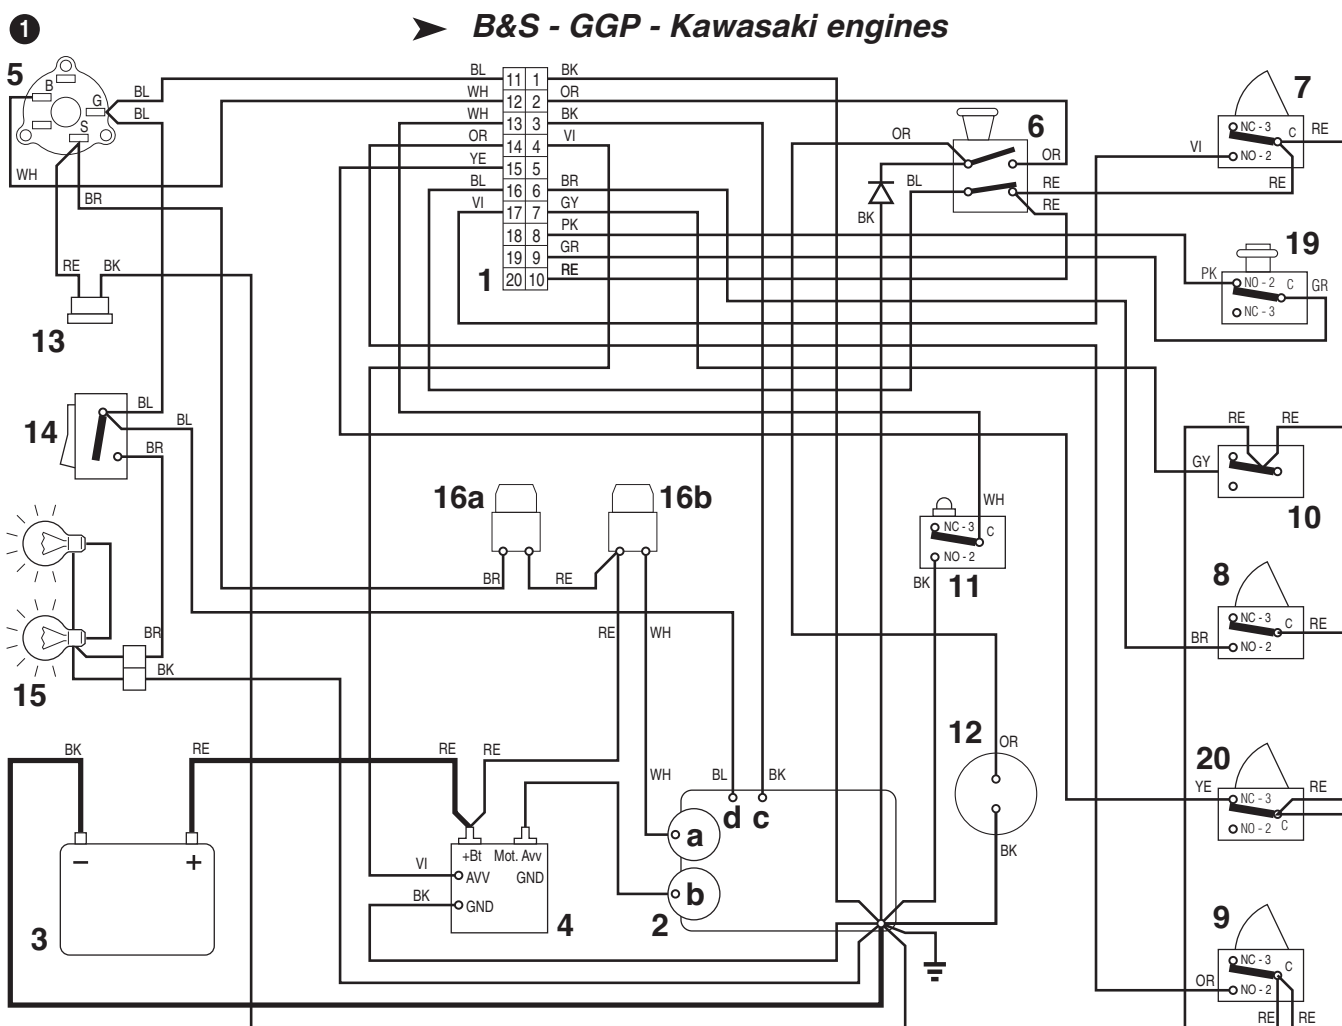 1
B&S - GGP - Kawasaki engines
5
B
G
S
BL
BL
WH
BR
RE
BK
13
14
BL
BL
BR
15
BR
BK
BL 11 1 BK
WH 12 2 OR
WH 13 3 BK
OR 14 4 VI
YE 15 5
BL 16 6 BR
VI 17 7 GY
18 8 PK
19 9 GR
20 10 RE
1
6
OR
OR
BL
RE
RE
BK
7
NC - 3
C
RE
VI
NO - 2
RE
19
PK
NO - 2
C
GR
NC - 3
RE
RE
GY
10
16a
16b
BR
RE
RE
WH
WH
NC - 3
C
NO - 2
BK
11
8
NC - 3
C
RE
BR
NO - 2
12
OR
BK
20
YE
NC - 3
RE
NO - 2
C
9
NC - 3
C
OR
NO - 2
RE
RE
BK
RE
RE
RE
WH
BL
BK
d
c
a
b
2
−
+
3
+Bt
Mot. Avv
VI
AVV
GND
BK
GND
4